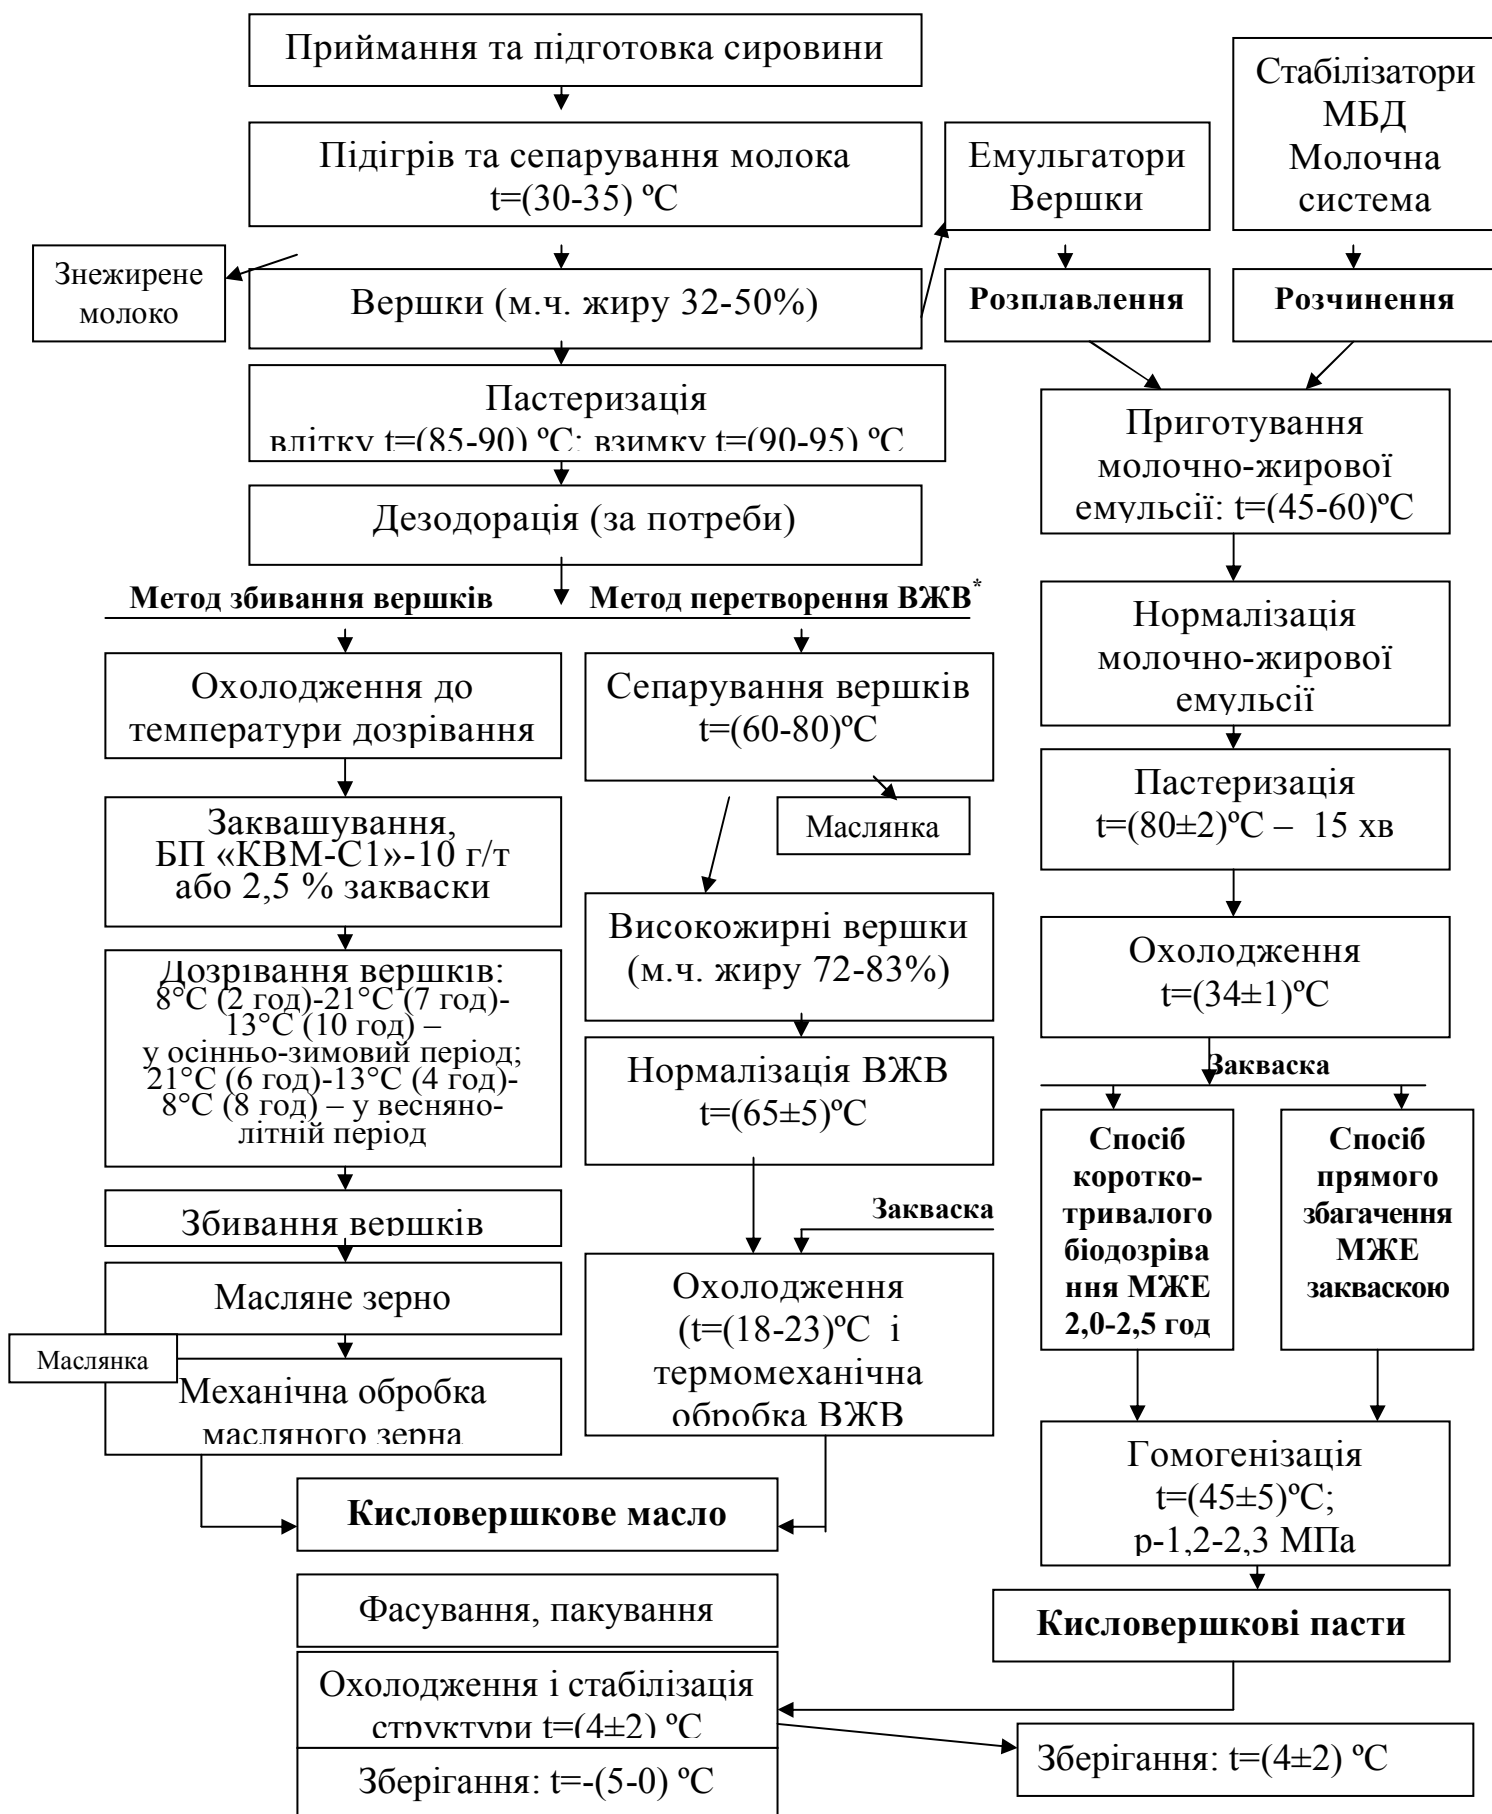 Приймання та підготовка сировини
Підігрів та сепарування молока
t=(30-35) ºС
Знежирене
молоко
Вершки (м.ч. жиру 32-50%)
Пастеризація
влітку t=(85-90) ºС; взимку t=(90-95) ºС
Дезодорація (за потреби)
Метод збивання вершків
Метод перетворення ВЖВ*
Охолодження до
температури дозрівання
Заквашування,
БП «КВМ-С1»-10 г/т
або 2,5 % закваски
Дозрівання вершків:
8°С (2 год)-21°С (7 год)-
13°С (10 год) –
у осінньо-зимовий період;
21°С (6 год)-13°С (4 год)-
8°С (8 год) – у весняно-
літній період
Збивання вершків
Масляне зерно
Маслянка
Механічна обробка
масляного зерна
Сепарування вершків
t=(60-80)ºС
Маслянка
Високожирні вершки
(м.ч. жиру 72-83%)
Нормалізація ВЖВ
t=(65±5)ºС
Закваска
Охолодження
(t=(18-23)ºС і
термомеханічна
обробка ВЖВ
Кисловершкове масло
Фасування, пакування
Охолодження і стабілізація
структури t=(4±2) ºС
Зберігання: t=-(5-0) ºС
Емульгатори
Вершки
Розплавлення
Стабілізатори
МБД
Молочна
система
Розчинення
Приготування
молочно-жирової
емульсії: t=(45-60)ºС
Нормалізація
молочно-жирової
емульсії
Пастеризація
t=(80±2)ºС – 15 хв
Охолодження
t=(34±1)ºС
Закваска
Спосіб
коротко-
тривалого
біодозріва
ння МЖЕ
2,0-2,5 год
Спосіб
прямого
збагачення
МЖЕ
закваскою
Гомогенізація
t=(45±5)ºС;
р-1,2-2,3 МПа
Кисловершкові пасти
Зберігання: t=(4±2) ºС